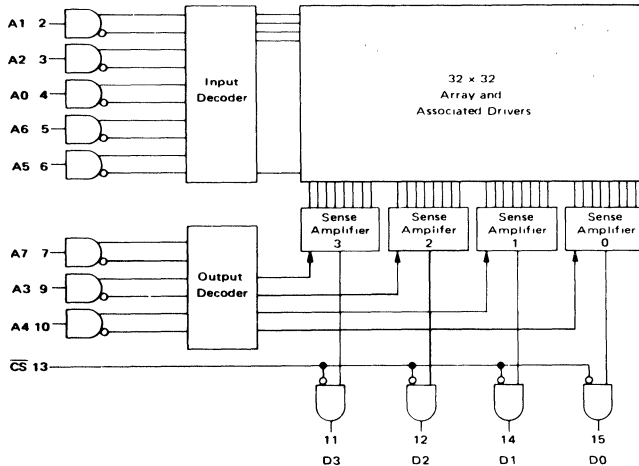 A1 2
A2 3
A0 4
A6 5
A5 6
Input
Decoder
32 × 32
Array and
Associated Drivers
Sense
Amplifier
3
Sense
Amplifer
2
Sense
Amplifier
1
Sense
Amplifier
0
A7 7
A3 9
A4 10
Output
Decoder
CS 13
11
12
14
15
D3
D2
D1
D0